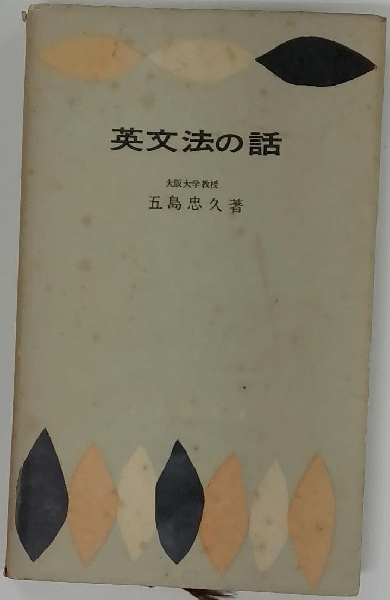 英文法の話
大阪大学教授
五島忠久著